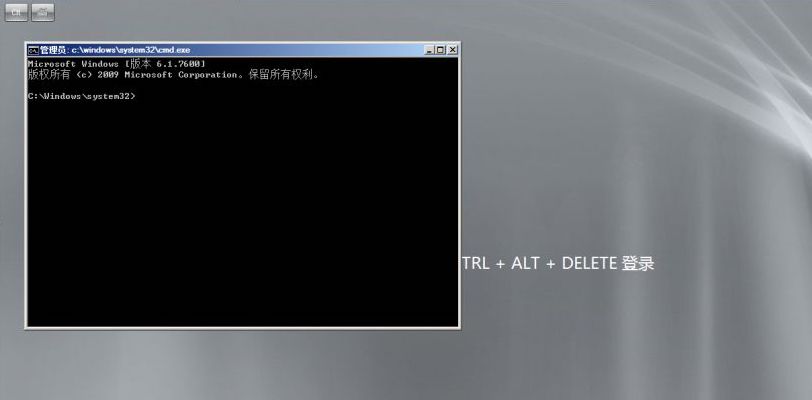 CH
管理员: c:\windows\system32\cmd.exe
Microsoft Windows [版本 6.1.7600]
版权所有 (c) 2009 Microsoft Corporation。保留所有权利。
C:\Windows\system32>
TRL + ALT + DELETE 登录